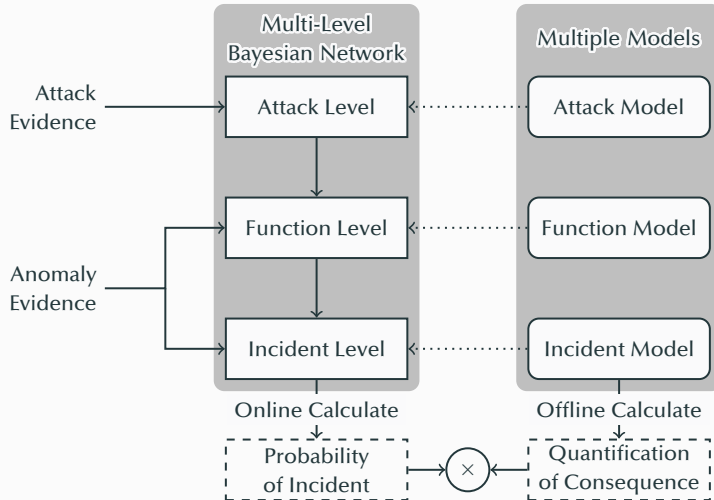 Multi-Level
Bayesian Network
Multiple Models
Attack
Evidence
Attack Level
Attack Model
Function Level
Function Model
Anomaly
Evidence
Incident Level
Incident Model
Online Calculate
Offline Calculate
Probability
of Incident
×
Quantification
of Consequence